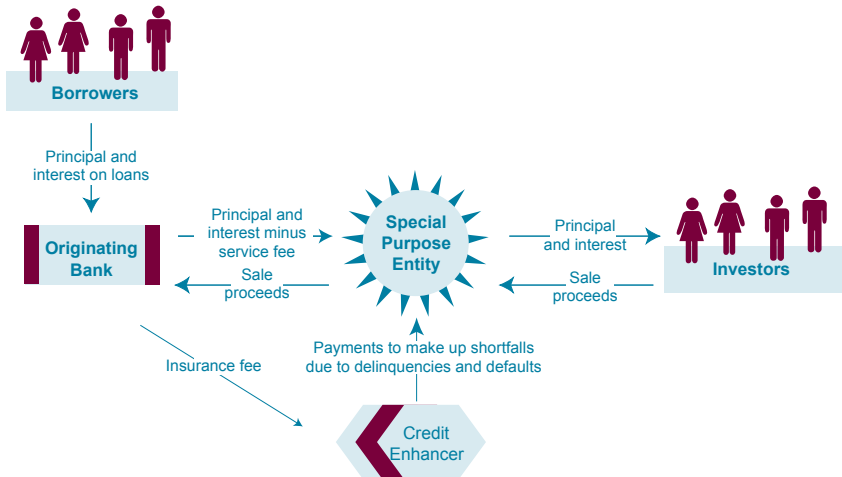 Borrowers
Principal and
interest on loans
Originating
Bank
Principal and
interest minus
service fee
Sale
proceeds
Special
Purpose
Entity
Principal
and interest
Sale
proceeds
Investors
Insurance fee
Payments to make up shortfalls
due to delinquencies and defaults
Credit
Enhancer